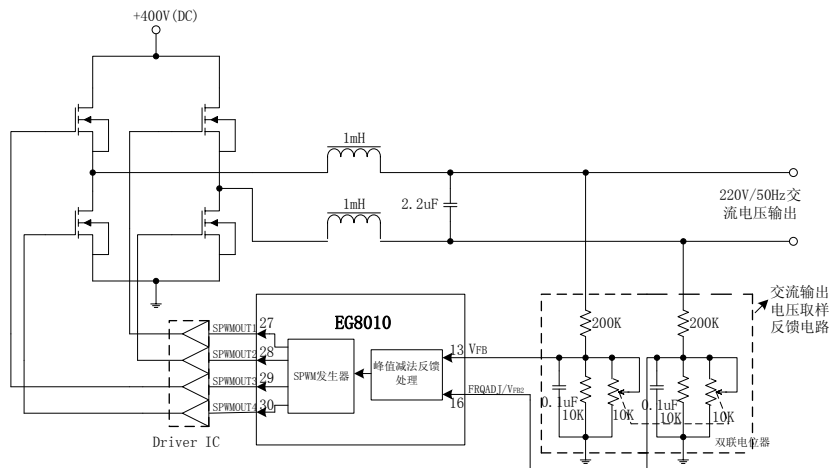 +400V(DC)
1mH
1mH
2.2uF
220V/50Hz交
流电压输出
交流输出
电压取样
反馈电路
EG8010
SPWMOUT1 27
SPWMOUT2 28
SPWMOUT3 29
SPWMOUT4 30
SPWM发生器
峰值减法反馈
处理
13 VFB
FRQADJ/VFB2
16
Driver IC
200K
200K
0.1uF
10K
10K
0.1uF
10K
10K
双联电位器